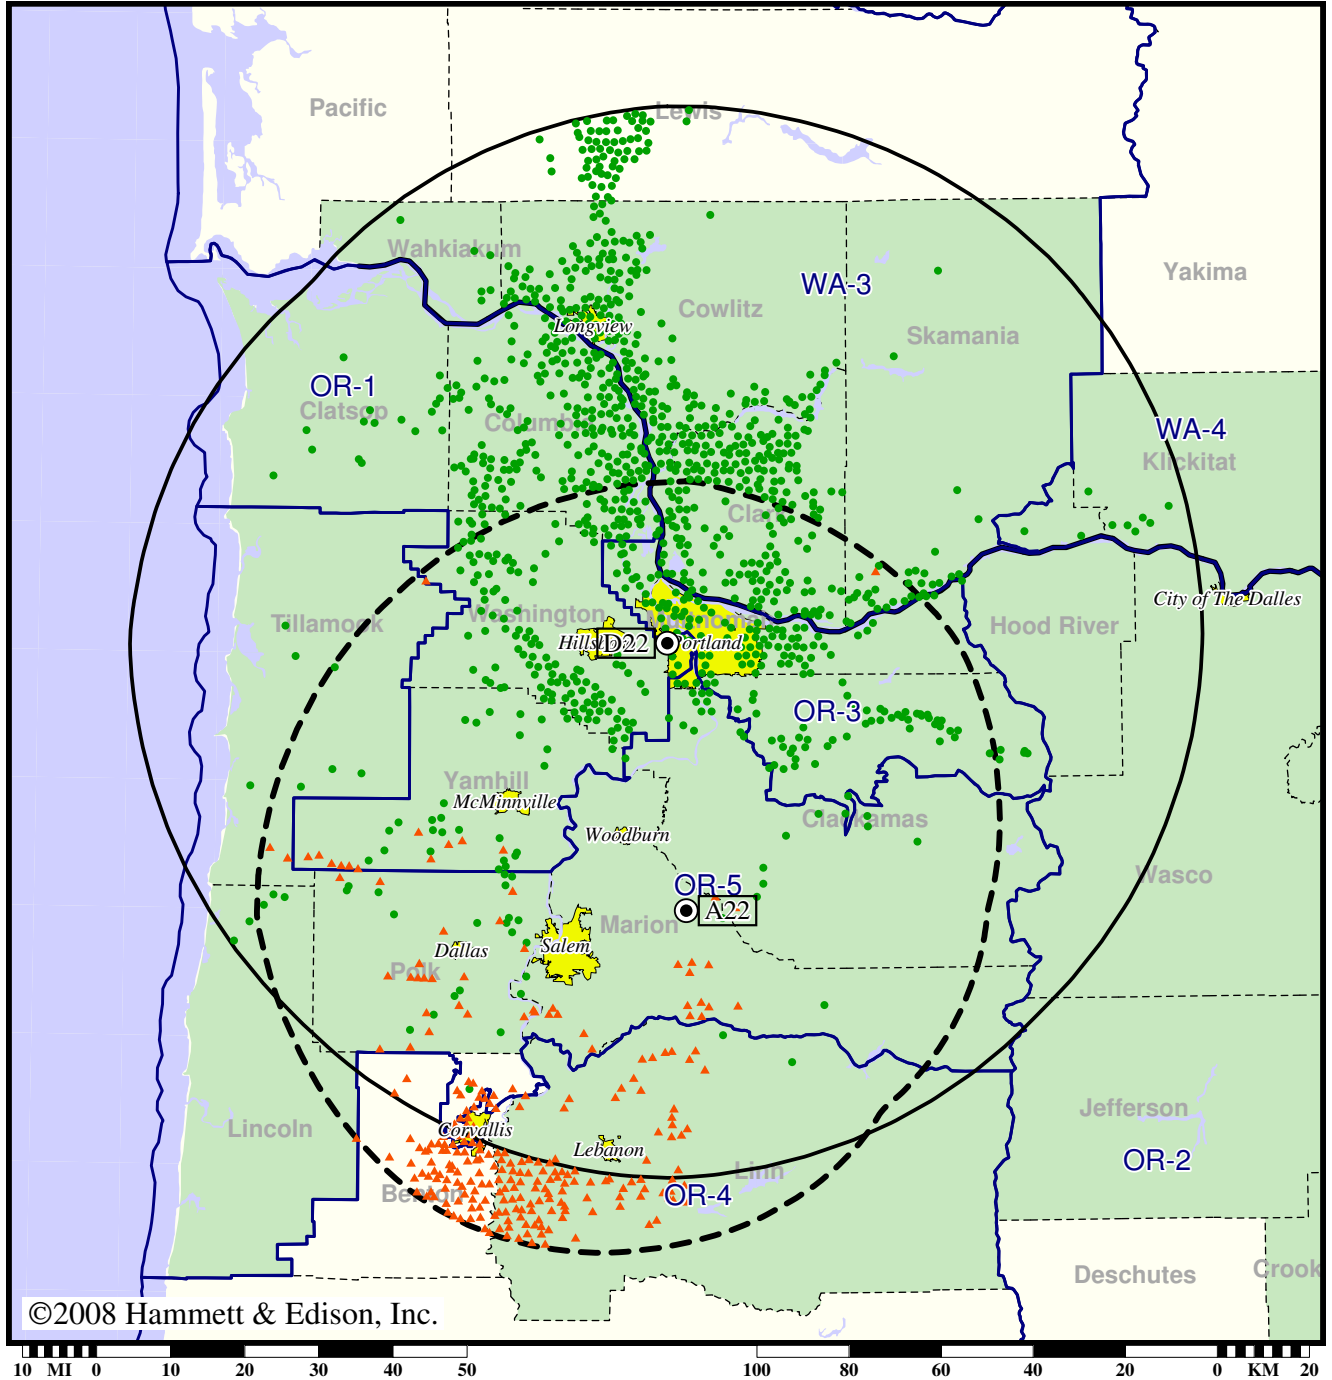 Pacific
Lewis
Wahkiakum
WA-3
Yakima
Cowlitz
Longview
Skamania
OR-1
Clatsop
Columbia
WA-4
Klickitat
Clark
City of The Dalles
Washington
Multnomah
Tillamook
Hood River
D22
Portland
OR-3
Yamhill
McMinnville
Woodburn
Clackamas
OR-5
Wasco
A22
Marion
Dallas
Salem
Polk
Jefferson
Lincoln
Corvallis
Lebanon
OR-2
Linn
Benton
OR-4
Deschutes
Crook
©2008 Hammett & Edison, Inc.
10 MI 0 10 20 30 40 50 100 80 60 40 20 0 KM 20